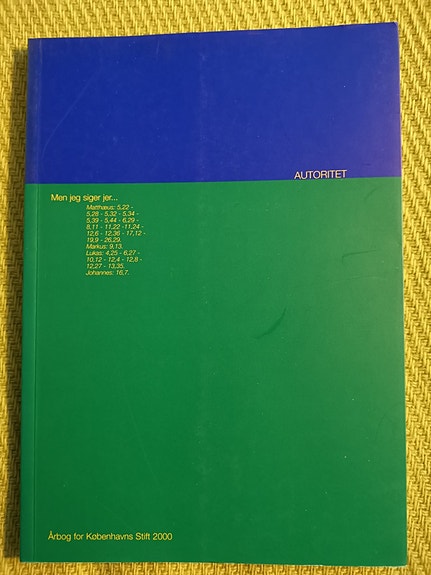 AUTORITET
Men jeg siger jer...
Matthæus: 5,22 -
5,28 - 5,32 - 5,34 -
5,39 - 5,44 - 6,29 -
8,11 - 11,22 -11,24 -
12,6 - 12,36 - 17,12 -
19,9 - 26,29.
Markus: 9,13.
Lukas: 4,25 - 6,27 -
10,12 - 12,4 - 12,8 -
12,27 - 13,35.
Johannes: 16,7.
Årbog for Københavns Stift 2000